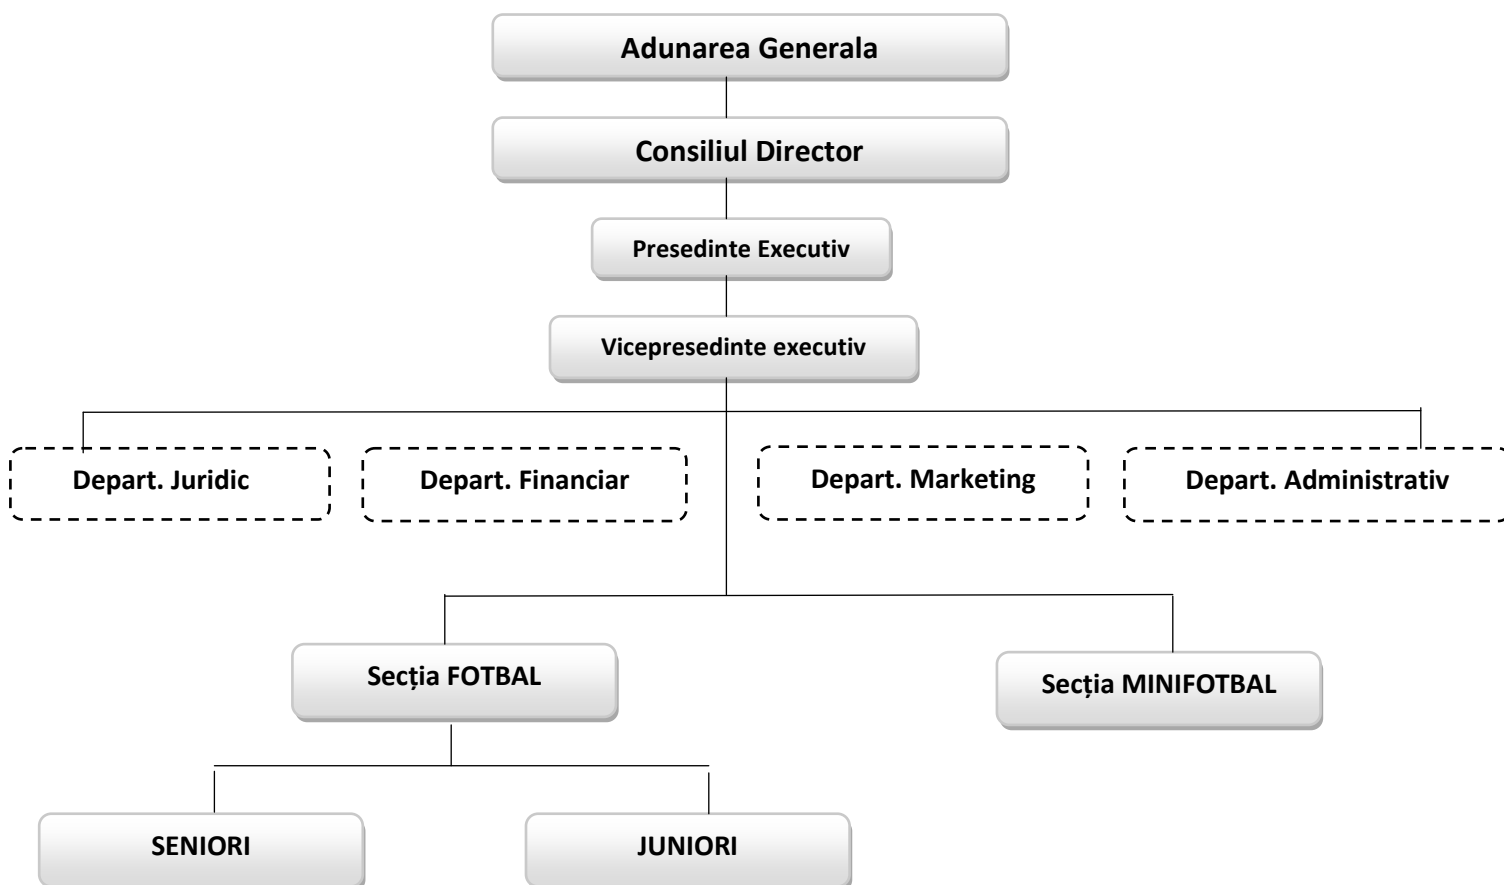 Adunarea Generala
Consiliul Director
Presedinte Executiv
Vicepresedinte executiv
Depart. Juridic
Depart. Financiar
Depart. Marketing
Depart. Administrativ
Secția FOTBAL
Secția MINIFOTBAL
SENIORI
JUNIORI